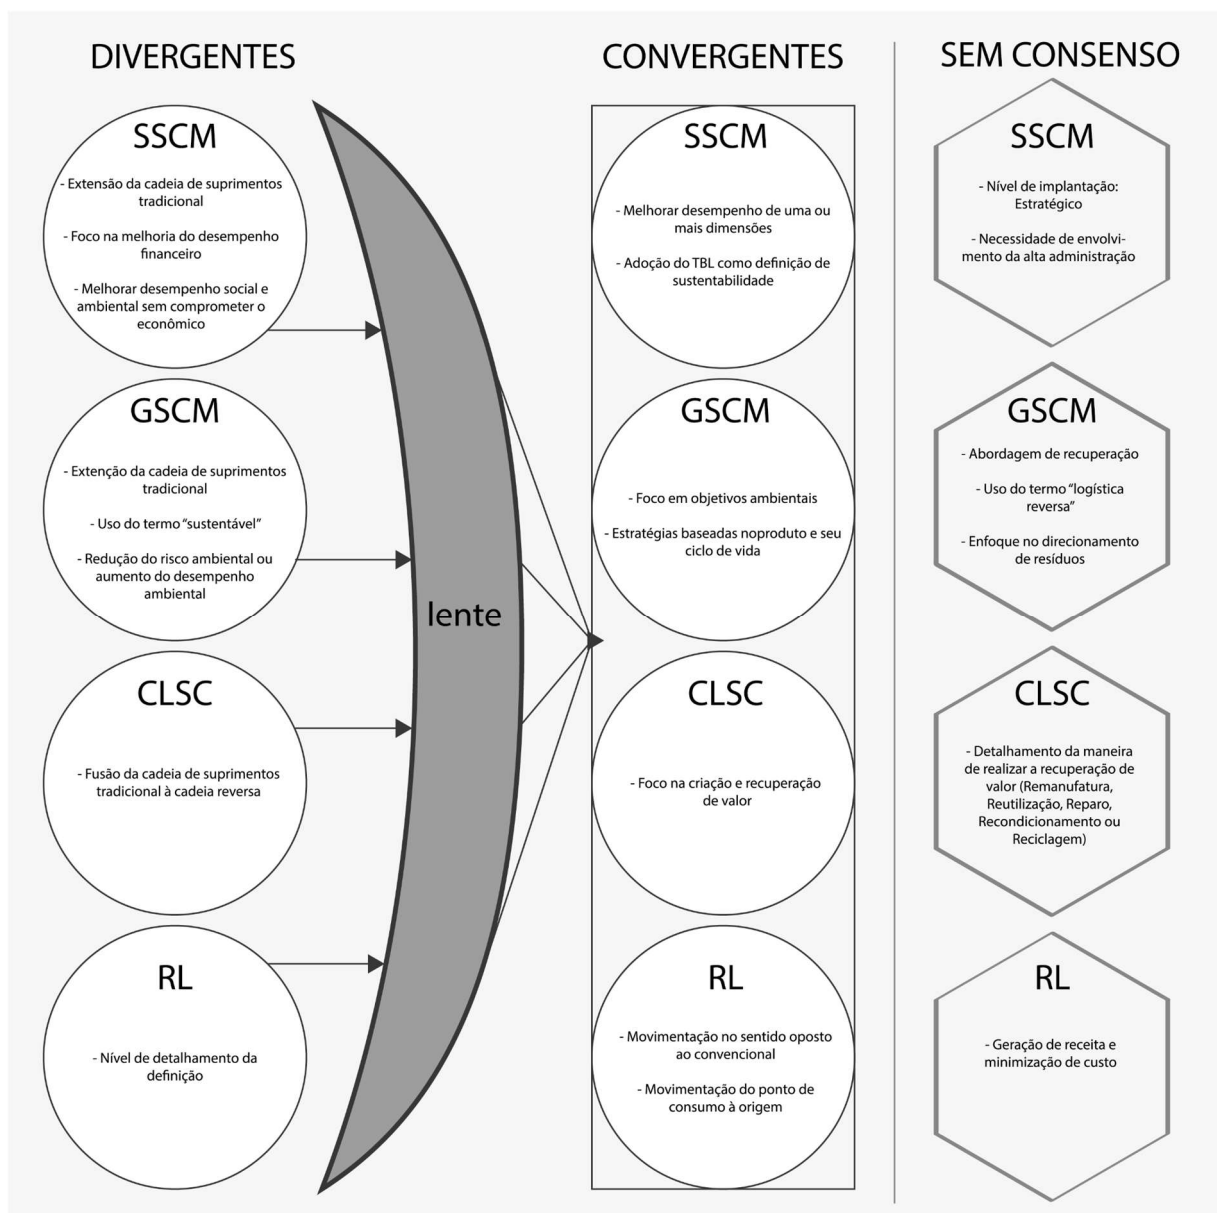 DIVERGENTES
SSCM
- Extensão da cadeia de suprimentos
tradicional
- Foco na melhoria do desempenho
financeiro
- Melhorar desempenho social e
ambiental sem comprometer o
econômico
GSCM
- Extenção da cadeia de suprimentos
tradicional
- Uso do termo “sustentável”
- Redução do risco ambiental ou
aumento do desempenho
ambiental
CLSC
- Fusão da cadeia de suprimentos
tradicional à cadeia reversa
RL
- Nível de detalhamento da
definição
lente
CONVERGENTES
SSCM
- Melhorar desempenho de uma ou
mais dimensões
- Adoção do TBL como definição de
sustentabilidade
GSCM
- Foco em objetivos ambientais
- Estratégias baseadas noproduto e seu
ciclo de vida
CLSC
- Foco na criação e recuperação
de valor
RL
- Movimentação no sentido oposto
ao convencional
- Movimentação do ponto de
consumo à origem
SEM CONSENSO
SSCM
- Nível de implantação:
Estratégico
- Necessidade de envolvi-
mento da alta administração
GSCM
- Abordagem de recuperação
- Uso do termo “logística
reversa”
- Enfoque no direcionamento
de resíduos
CLSC
- Detalhamento da maneira
de realizar a recuperação de
valor (Remanufatura,
Reutilização, Reparo,
Recondicionamento ou
Reciclagem)
RL
- Geração de receita e
minimização de custo